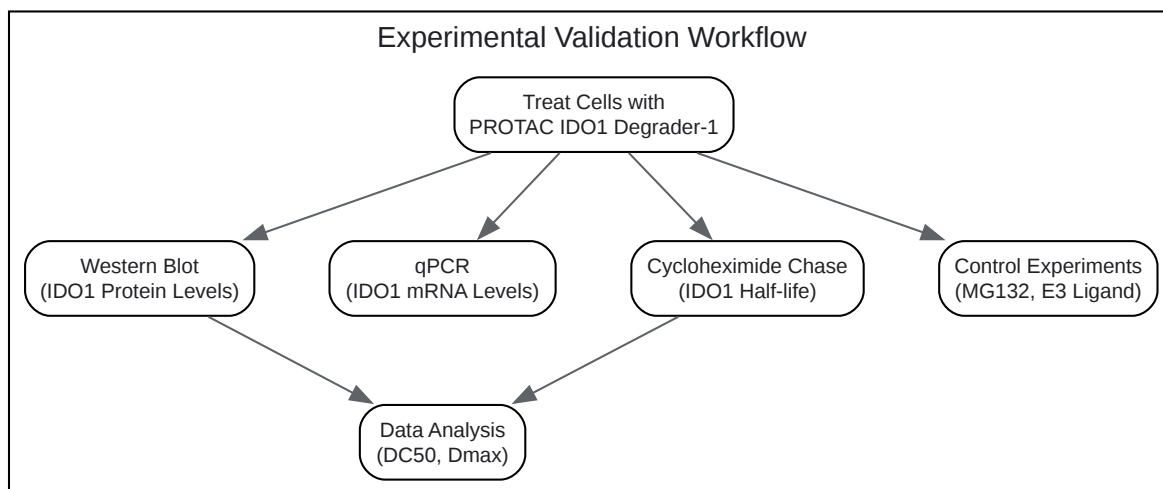 Experimental Validation Workflow
Treat Cells with
PROTAC IDO1 Degrader-1
Western Blot
(IDO1 Protein Levels)
qPCR
(IDO1 mRNA Levels)
Cycloheximide Chase
(IDO1 Half-life)
Control Experiments
(MG132, E3 Ligand)
Data Analysis
(DC50, Dmax)